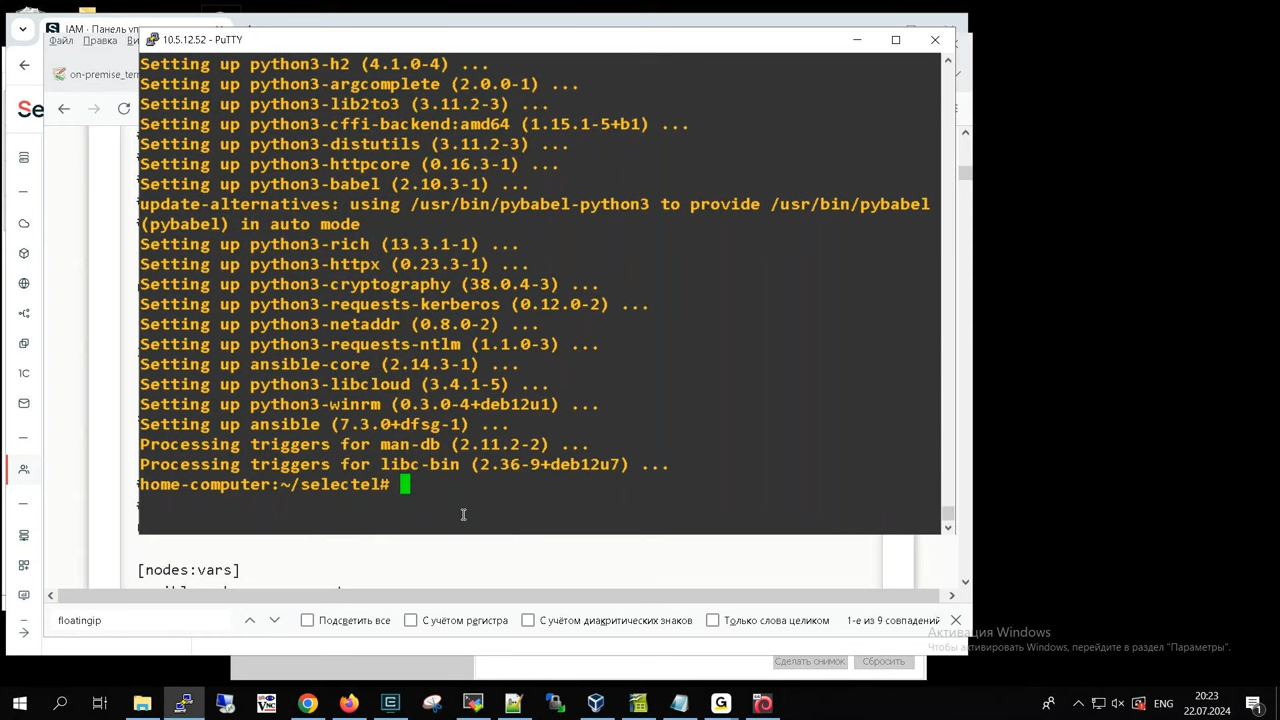 IAM · Панель уп
Файл Правка Ви
10.5.12.52 - PuTTY
on-premise_terr
Se
Setting up python3-h2 (4.1.0-4) ...
Setting up python3-argcomplete (2.0.0-1) ...
Setting up python3-lib2to3 (3.11.2-3) ...
Setting up python3-cffi-backend:amd64 (1.15.1-5+b1) ...
Setting up python3-distutils (3.11.2-3) ...
Setting up python3-httpcore (0.16.3-1) ...
Setting up python3-babel (2.10.3-1) ...
update-alternatives: using /usr/bin/pybabel-python3 to provide /usr/bin/pybabel
(pybabel) in auto mode
Setting up python3-rich (13.3.1-1) ...
Setting up python3-httpx (0.23.3-1) ...
Setting up python3-cryptography (38.0.4-3) ...
Setting up python3-requests-kerberos (0.12.0-2) ...
Setting up python3-netaddr (0.8.0-2) ...
Setting up python3-requests-ntlm (1.1.0-3) ...
Setting up ansible-core (2.14.3-1) ...
Setting up python3-libcloud (3.4.1-5) ...
Setting up python3-winrm (0.3.0-4+deb12u1) ...
Setting up ansible (7.3.0+dfsg-1) ...
Processing triggers for man-db (2.11.2-2) ...
Processing triggers for libc-bin (2.36-9+deb12u7) ...
home-computer:~/selectel#
1C
[nodes:vars]
floatingip
Подсветить все
С учётом регистра
С учётом диакритических знаков
Только слова целиком
1-е из 9 совпадений
Активация Windows
Чтобы активировать Windows, перейдите в раздел "Параметры".
Сделать снимок
Сбросить
ENG
20:23
22.07.2024
1